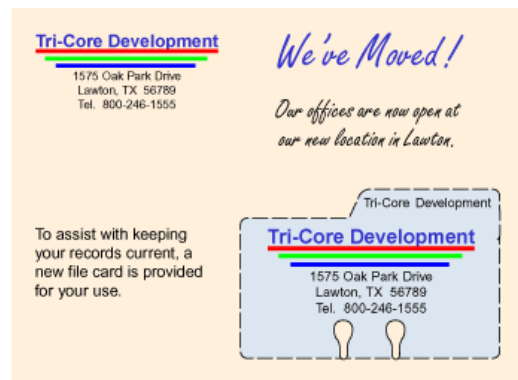 Tri-Core Development
1575 Oak Park Drive
Lawton, TX 56789
Tel. 800-246-1555
We've Moved!
Our offices are now open at
our new location in Lawton.
To assist with keeping
your records current, a
new file card is provided
for your use.
Tri-Core Development
Tri-Core Development
1575 Oak Park Drive
Lawton, TX 56789
Tel. 800-246-1555